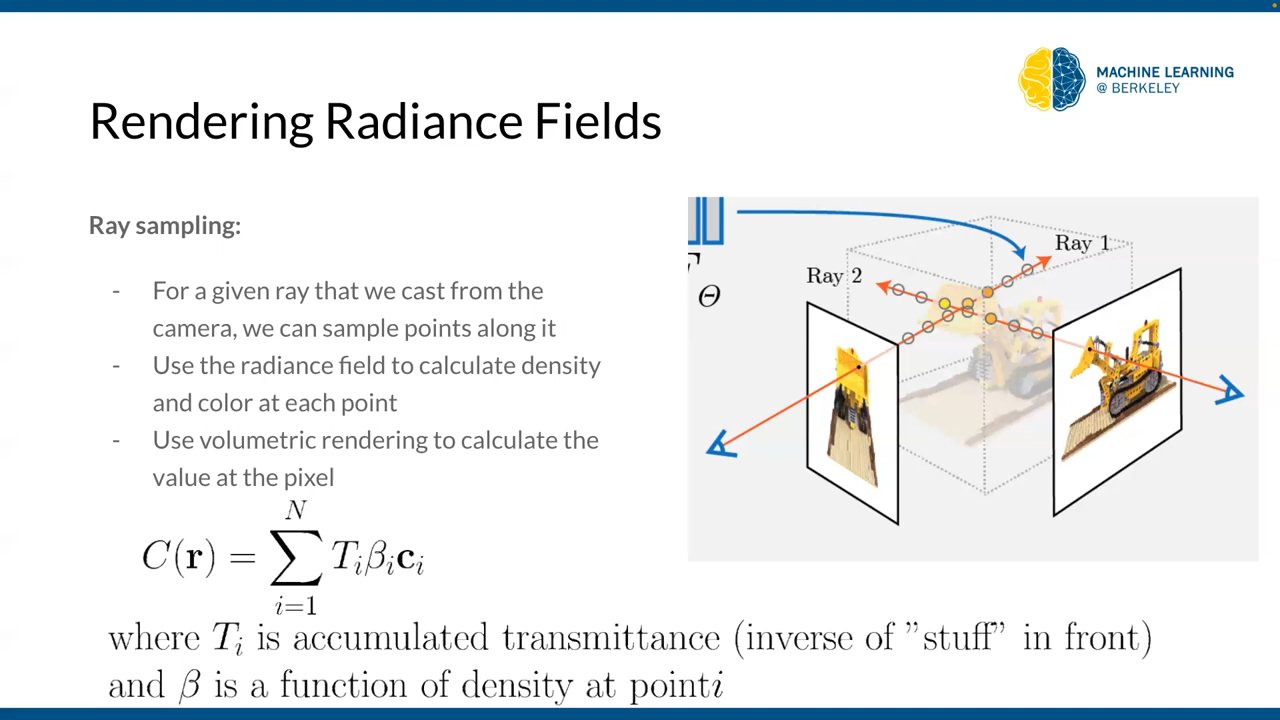 MACHINE LEARNING
@ BERKELEY
Rendering Radiance Fields
Ray sampling:
- For a given ray that we cast from the
camera, we can sample points along it
- Use the radiance field to calculate density
and color at each point
- Use volumetric rendering to calculate the
value at the pixel
C(r) = \sum_{i=1}^{N} T_i β_i c_i
where T_i is accumulated transmittance (inverse of ”stuff” in front)
and β is a function of density at pointi
Ray 1
Ray 2
Θ